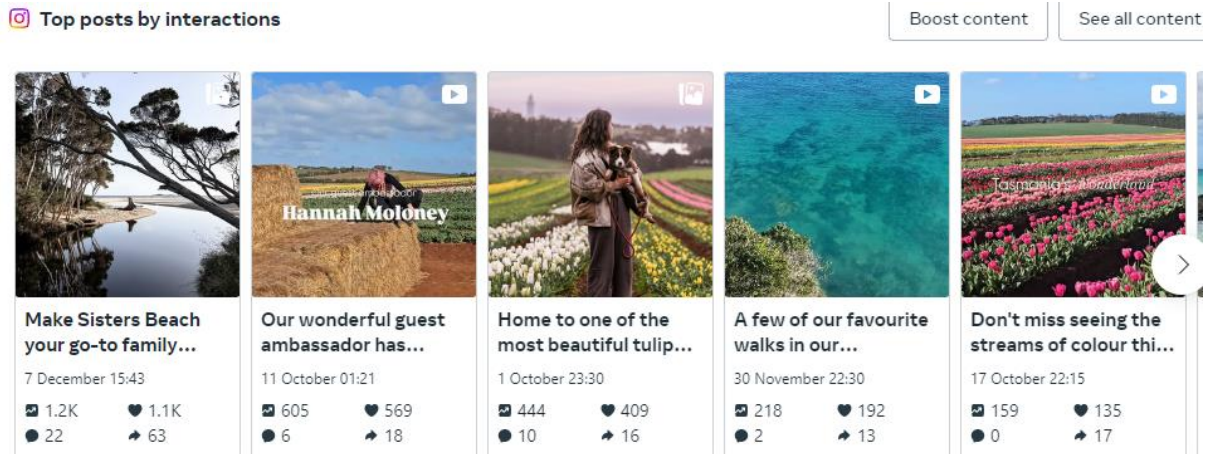 Top posts by interactions
Boost content
See all content
Hannah Moloney
Tasmania's Wonderland
Make Sisters Beach
your go-to family...
Our wonderful guest
ambassador has...
Home to one of the
most beautiful tulip...
A few of our favourite
walks in our...
Don't miss seeing the
streams of colour thi...
7 December 15:43
11 October 01:21
1 October 23:30
30 November 22:30
17 October 22:15
1.2K
1.1K
605
569
444
409
218
192
159
135
22
63
6
18
10
16
2
13
0
17